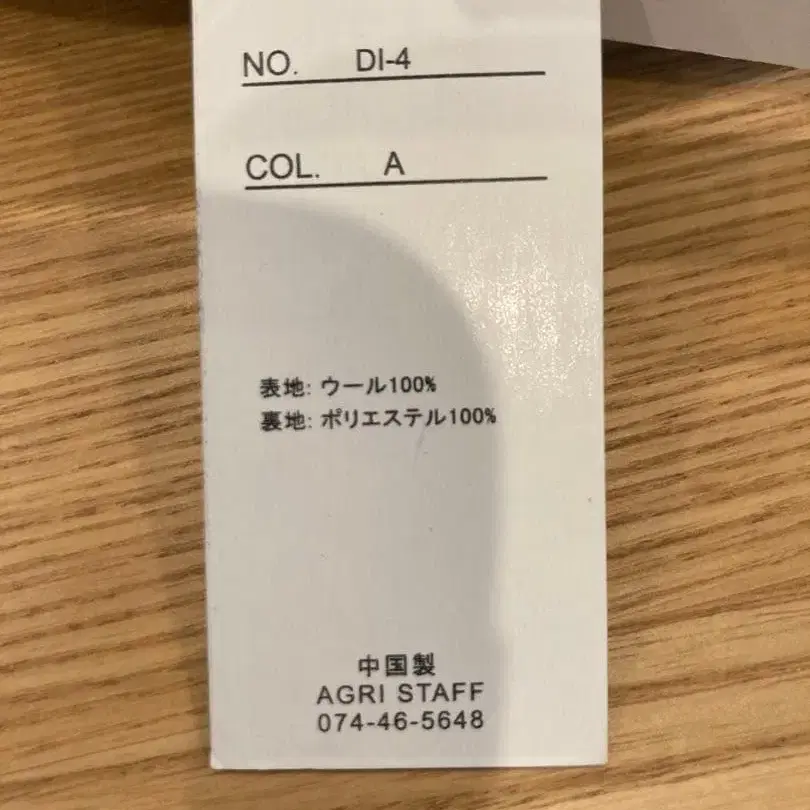 NO. DI-4
COL. A
表地: ウール100%
裏地: ポリエステル100%
中国製
AGRI STAFF
074-46-5648